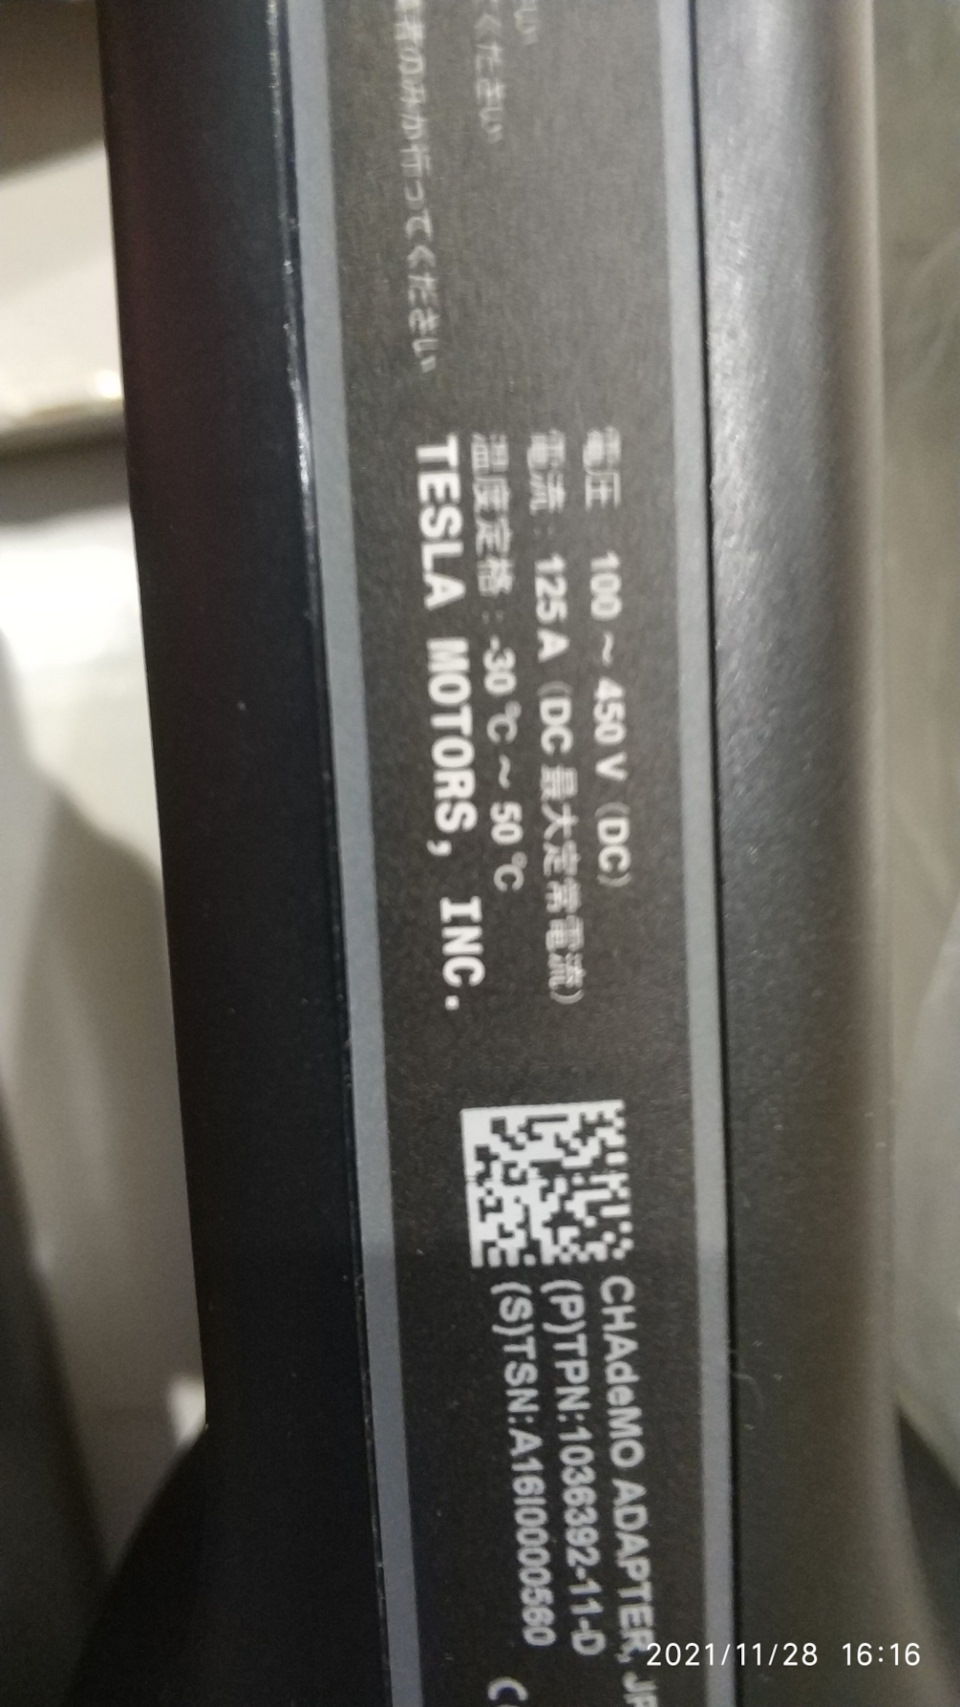 い
ください
者のみが行ってください
電圧 100 ~ 450 V (DC)
電流 : 125 A (DC 最大定常電流)
温度定格 : -30 ℃ ~ 50 ℃
TESLA MOTORS, INC.
CHAdeMO ADAPTER, JP
(P)TPN:1036392-11-D
(S)TSN:A16I0000560
2021/11/28 16:16